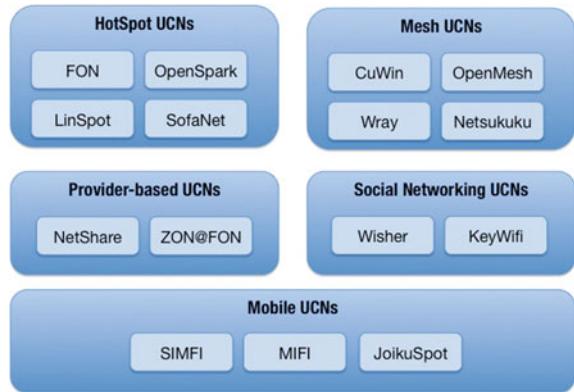 HotSpot UCNs
FON
OpenSpark
LinSpot
SofaNet
Mesh UCNs
CuWin
OpenMesh
Wray
Netsukuku
Provider-based UCNs
NetShare
ZON@FON
Social Networking UCNs
Wisher
KeyWifi
Mobile UCNs
SIMFI
MIFI
JoikuSpot